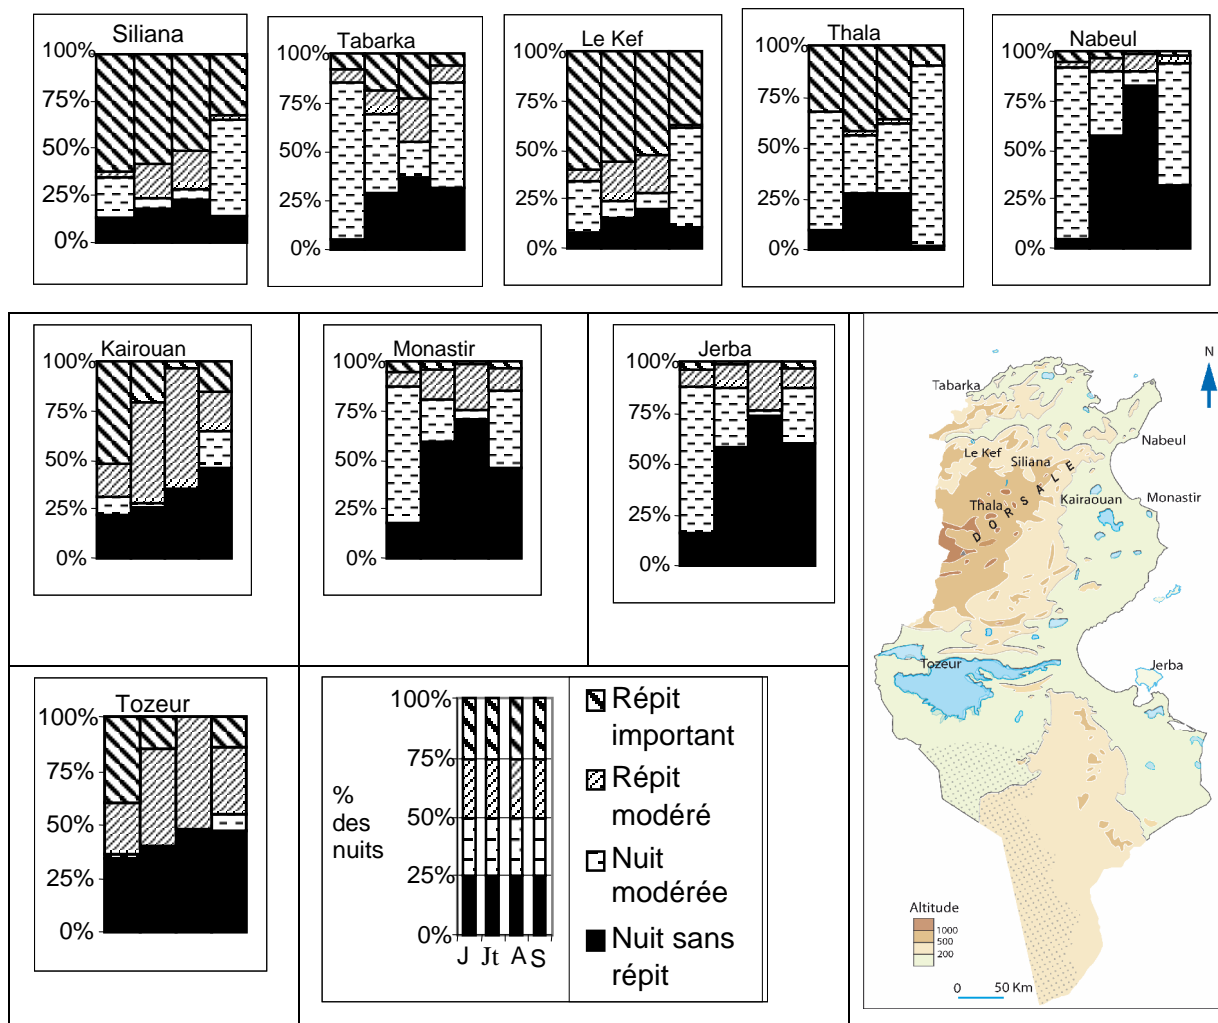 Siliana
100%
75%
50%
25%
0%
Tabarka
100%
75%
50%
25%
0%
Le Kef
100%
75%
50%
25%
0%
Thala
100%
75%
50%
25%
0%
Nabeul
100%
75%
50%
25%
0%
Kairouan
100%
75%
50%
25%
0%
Monastir
100%
75%
50%
25%
0%
Jerba
100%
75%
50%
25%
0%
Tozeur
100%
75%
50%
25%
0%
% des nuits
100%
75%
50%
25%
0%
J Jt A S
Répit
important
Répit
modéré
Nuit
modérée
Nuit sans
répit
N
Tabarka
Nabeul
Le Kef
Siliana
DORSALE
Thala
Kairaouan
Monastir
Tozeur
Jerba
Altitude
1000
500
200
0 50 Km